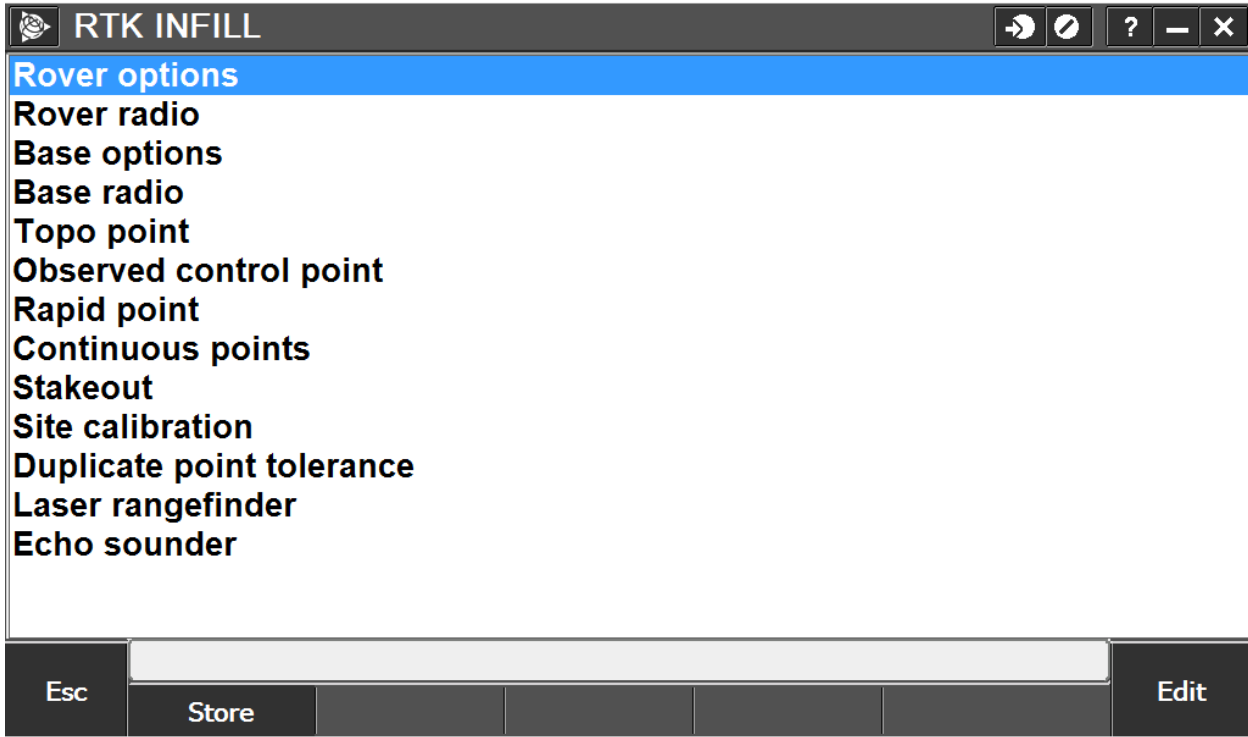 RTK INFILL
?
Rover options
Rover radio
Base options
Base radio
Topo point
Observed control point
Rapid point
Continuous points
Stakeout
Site calibration
Duplicate point tolerance
Laser rangefinder
Echo sounder
Esc
Store
Edit